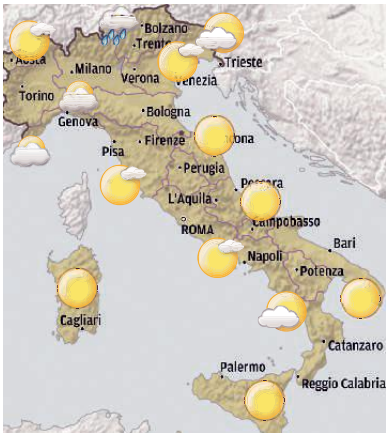 Bolzano
Trento
Aosta
Milano
Verona
Venezia
Trieste
Torino
Bologna
Genova
Firenze
cona
Pisa
Perugia
L'Aquila
ROMA
Campobasso
Bari
Napoli
Potenza
Cagliari
Catanzaro
Palermo
Reggio Calabria